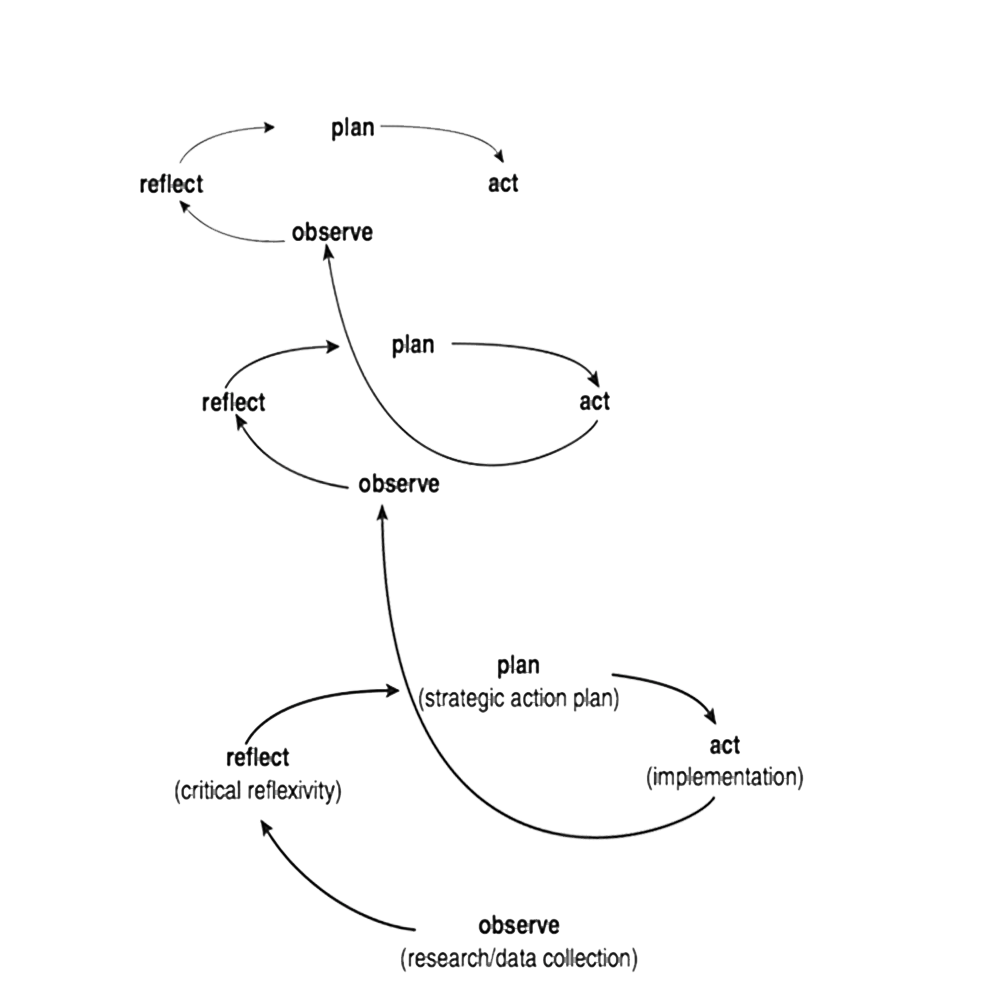 plan
reflect
act
observe
plan
reflect
act
observe
plan
(strategic action plan)
act
(implementation)
reflect
(critical reflexivity)
observe
(research/data collection)